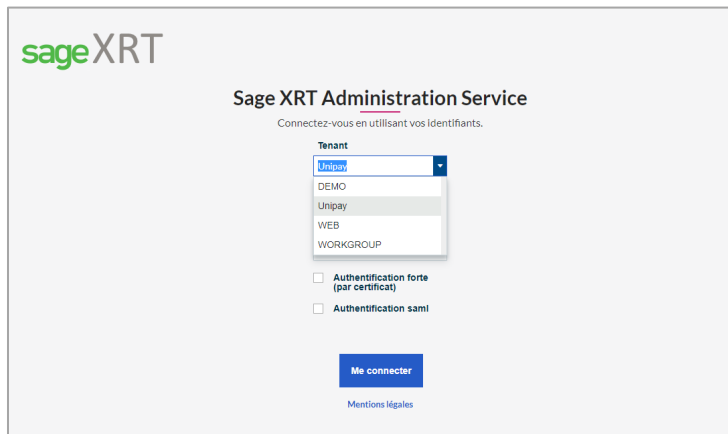 sage XRT
Sage XRT Administration Service
Connectez-vous en utilisant vos identifiants.
Tenant
Unipay
DEMO
Unipay
WEB
WORKGROUP
Authentification forte
(par certificat)
Authentification saml
Me connecter
Mentions légales